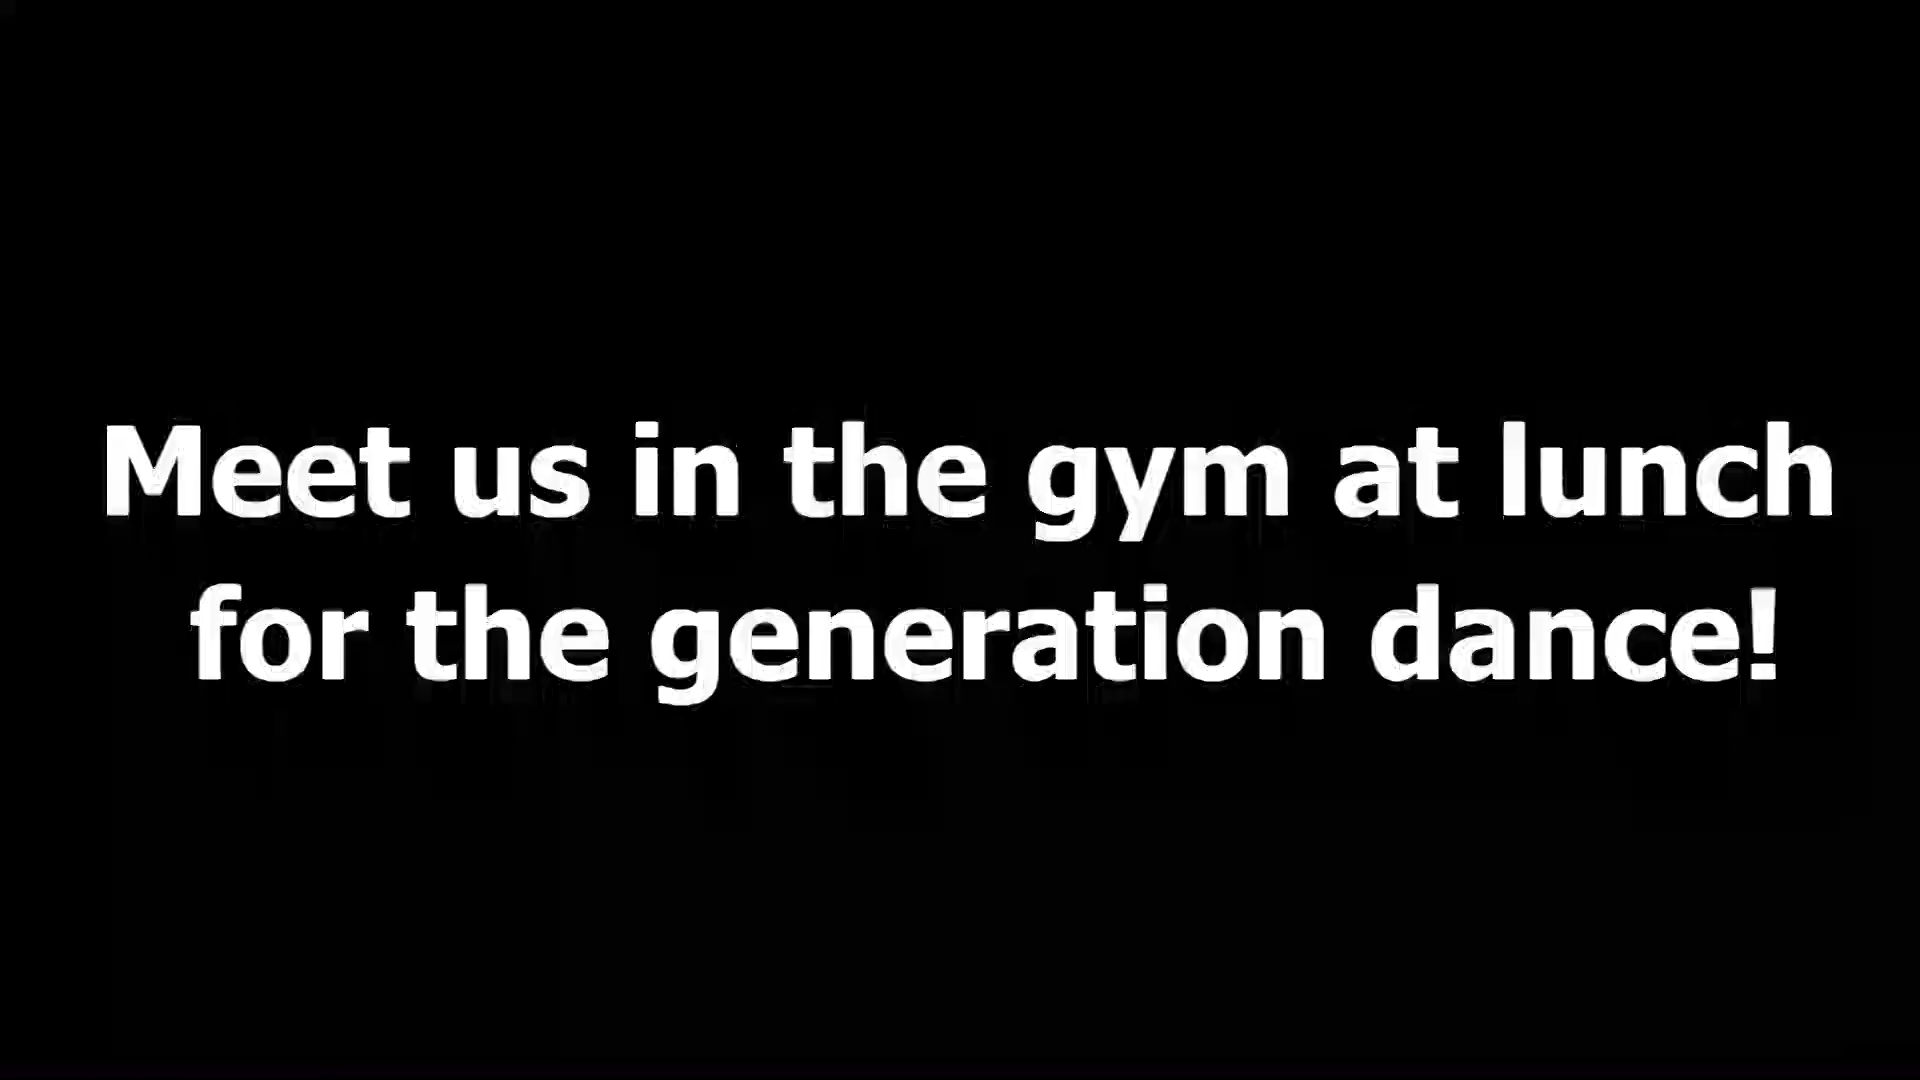 Meet us in the gym at lunch
for the generation dance!